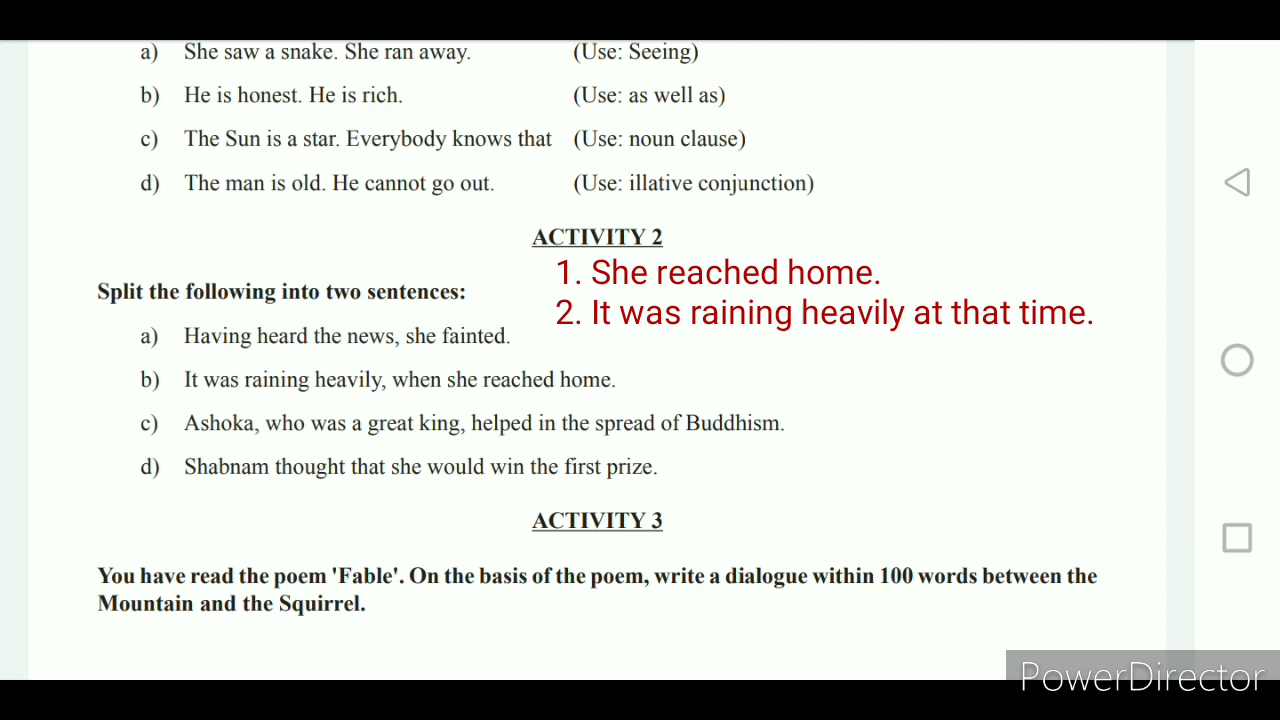 a) She saw a snake. She ran away. (Use: Seeing)
b) He is honest. He is rich. (Use: as well as)
c) The Sun is a star. Everybody knows that (Use: noun clause)
d) The man is old. He cannot go out. (Use: illative conjunction)
ACTIVITY 2
1. She reached home.
Split the following into two sentences:
2. It was raining heavily at that time.
a) Having heard the news, she fainted.
b) It was raining heavily, when she reached home.
c) Ashoka, who was a great king, helped in the spread of Buddhism.
d) Shabnam thought that she would win the first prize.
ACTIVITY 3
You have read the poem 'Fable'. On the basis of the poem, write a dialogue within 100 words between the
Mountain and the Squirrel.
PowerDirector